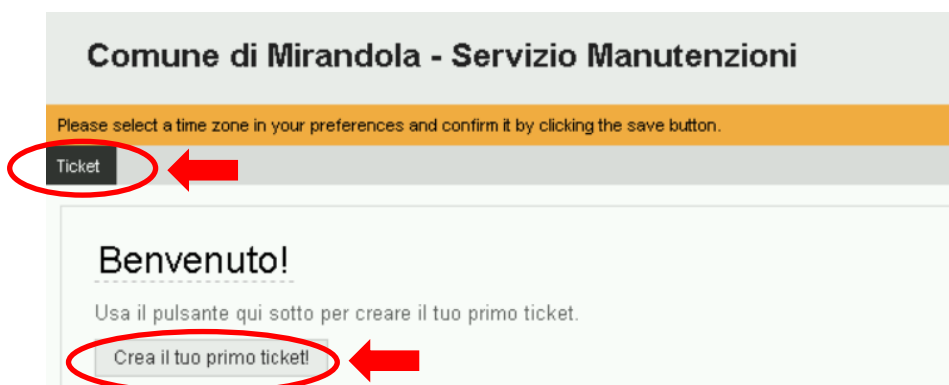 Comune di Mirandola - Servizio Manutenzioni
Please select a time zone in your preferences and confirm it by clicking the save button.
Ticket
Benvenuto!
Usa il pulsante qui sotto per creare il tuo primo ticket.
Crea il tuo primo ticket!